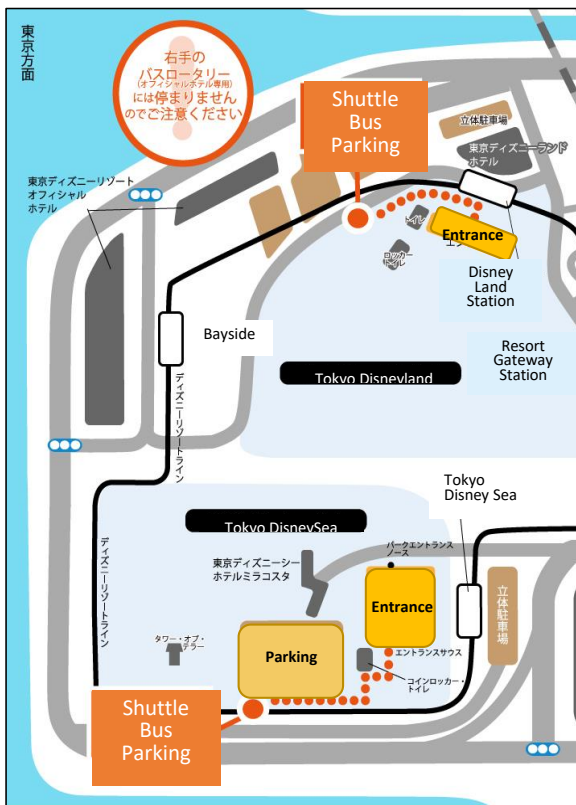 東京方面
右手の
バスロータリー
(オフィシャルホテル専用)
には停まりません
のでご注意ください
Shuttle
Bus
Parking
立体駐車場
東京ディズニーランド
ホテル
東京ディズニーリゾート
オフィシャル
ホテル
トイレ
Entrance
エン
ロッカー
トイレ
Disney
Land
Station
Bayside
Resort
Gateway
Station
Tokyo Disneyland
ディズニーリゾートライン
Tokyo
Disney Sea
Tokyo DisneySea
ディズニーリゾートライン
パークエントランス
ノース
東京ディズニーシー
ホテルミラコスタ
Entrance
立体駐車場
タワー・オブ・
テラー
Parking
エントランスサウス
コインロッカー・
トイレ
Shuttle
Bus
Parking